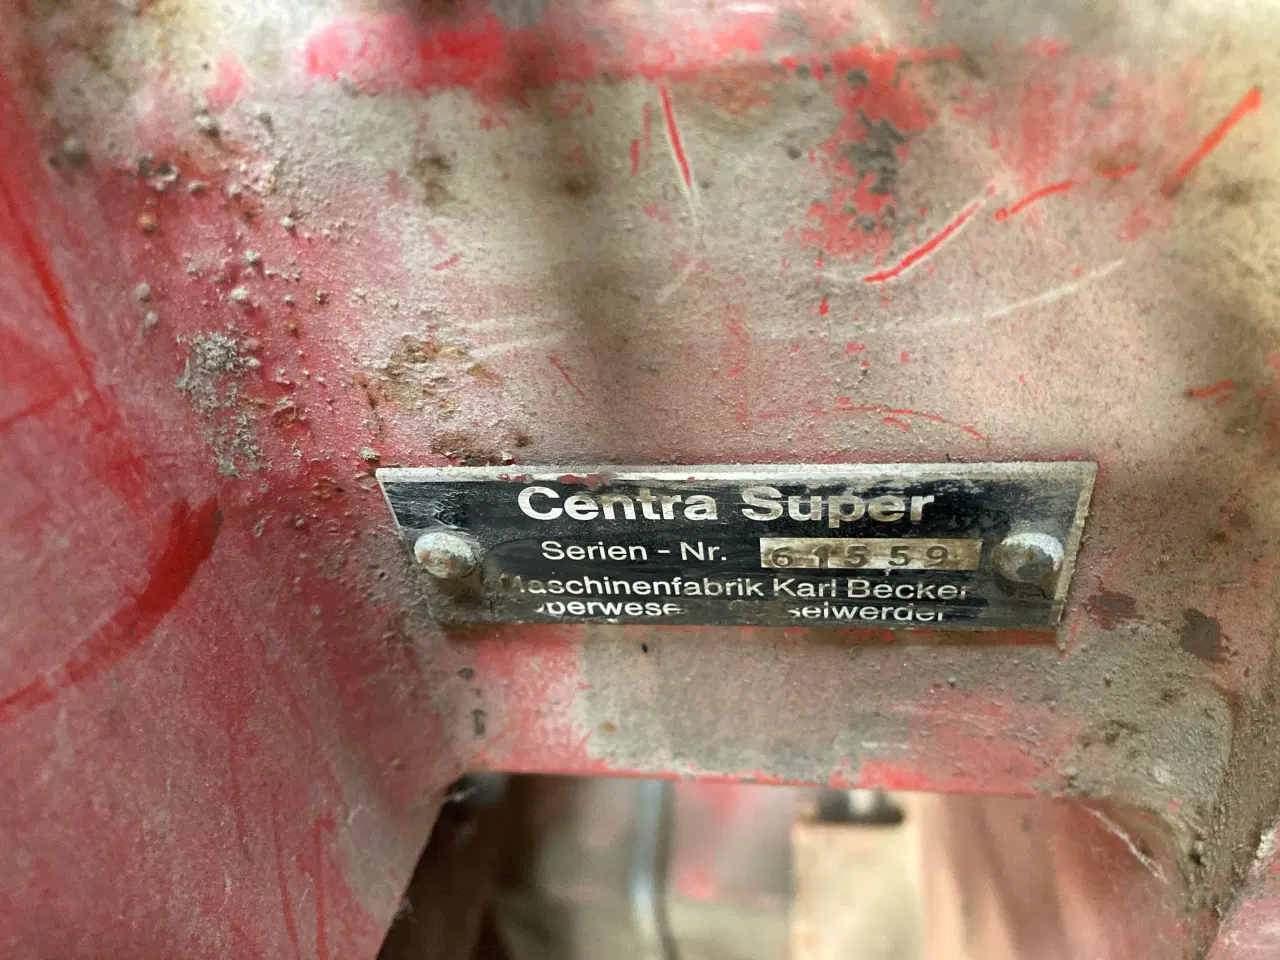 Centra Super
Serien - Nr. 61559
Maschinenfabrik Karl Becker